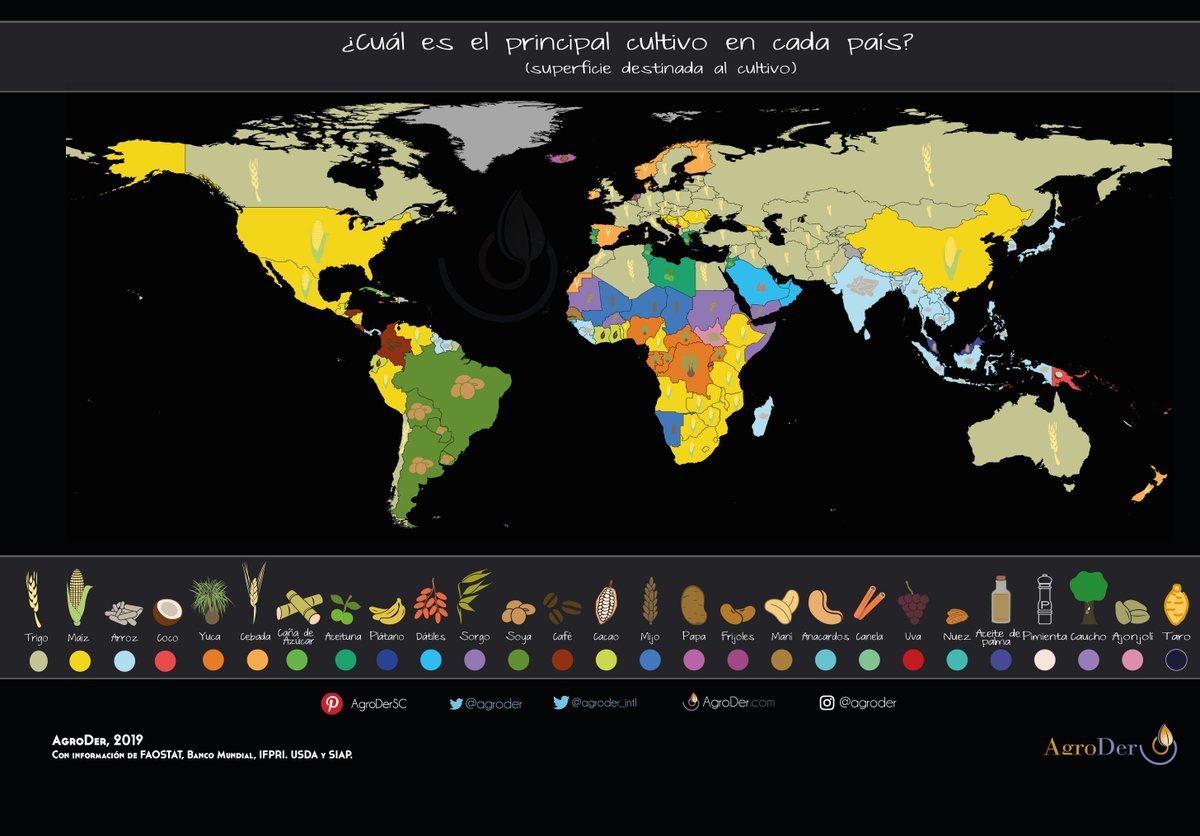 ¿Cuál es el principal cultivo en cada país?
(superficie destinada al cultivo)
Trigo
Maíz
Arroz
Coco
Yuca
Cebada
Caña de
Azúcar
Aceituna
Plátano
Dátiles
Sorgo
Soya
Café
Cacao
Mijo
Papa
Frijoles
Maní
Anacardos
Canela
Uva
Nuez
Aceite de
palma
P
Pimienta
Caucho
Ajonjolí
Taro
AgroDerSC
@agroder
@agroder_intl
AgroDer.com
@agroder
AgroDer, 2019
Con información de FAOSTAT, Banco Mundial, IFPRI. USDA y SIAP.
AgroDer